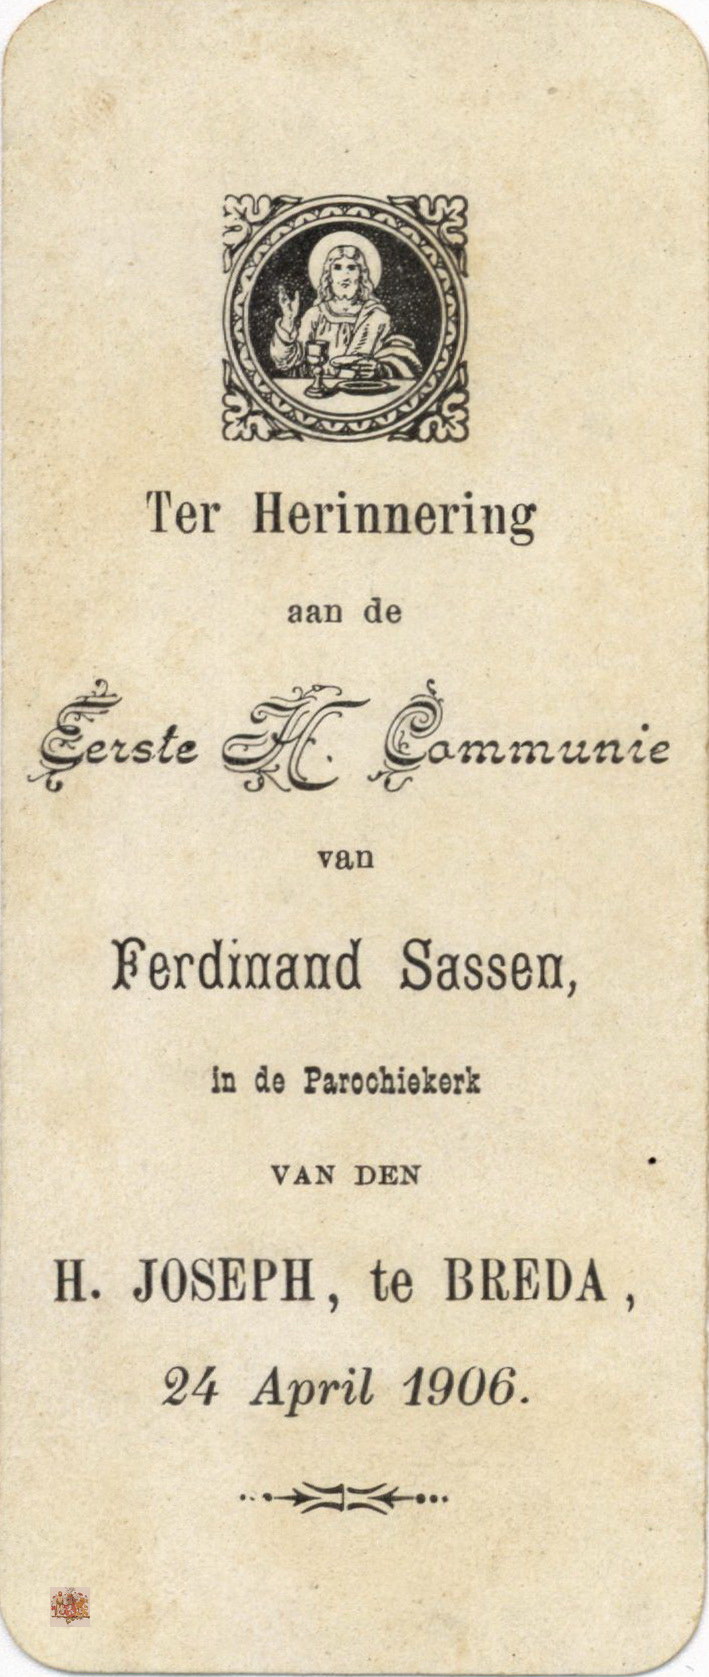 Ter Herinnering
aan de
Eerste H. Communie
van
Ferdinand Sassen,
in de Parochiekerk
VAN DEN
H. JOSEPH, te BREDA,
24 April 1906.